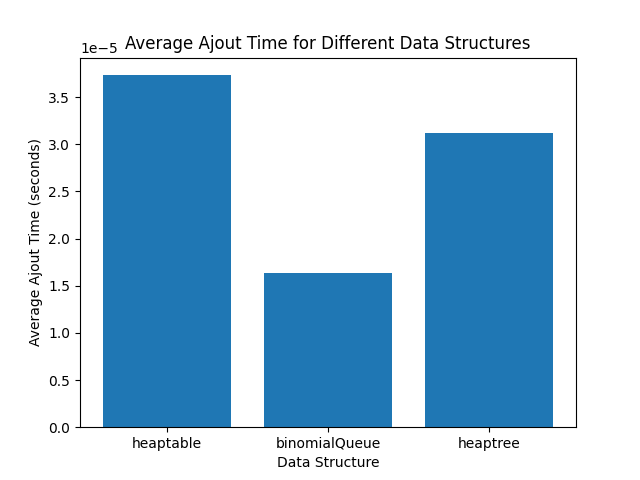 Average Ajout Time for Different Data Structures
1e−5
3.5
3.0
2.5
2.0
1.5
1.0
0.5
0.0
Average Ajout Time (seconds)
heaptable binomialQueue heaptree
Data Structure